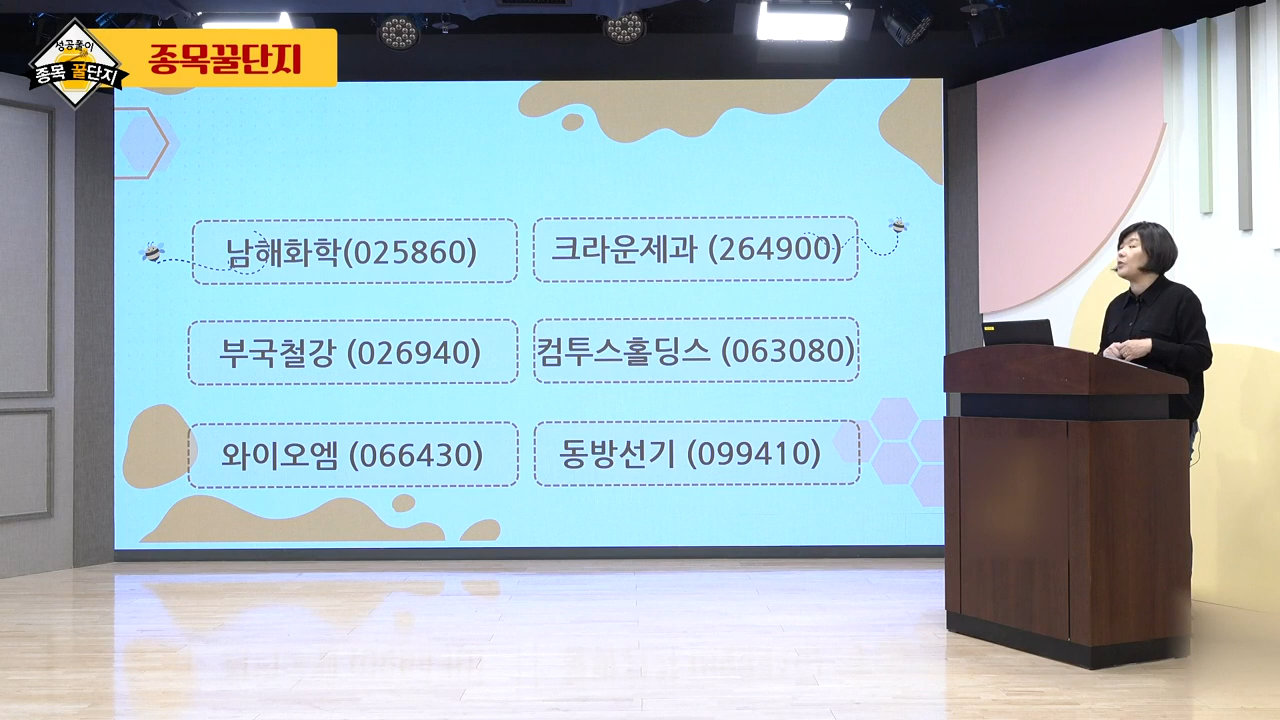 성공폴이
종목 꿀단지
종목꿀단지
남해화학(025860)
크라운제과 (264900)
부국철강 (026940)
컴투스홀딩스 (063080)
와이오엠 (066430)
동방선기 (099410)